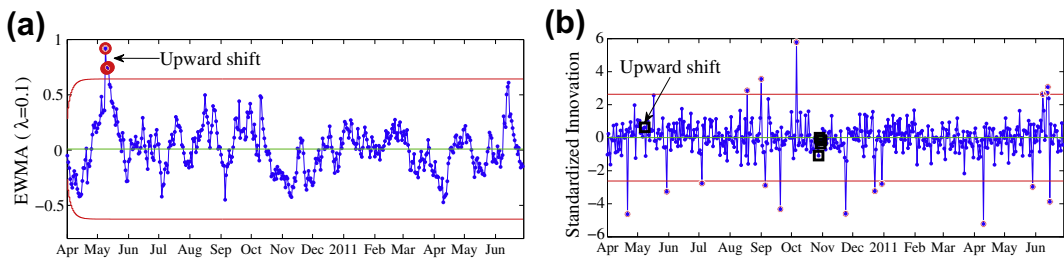 (a)
EWMA ( λ=0.1)
1
0.5
0
−0.5
Upward shift
Apr May Jun Jul Aug Sep Oct Nov Dec 2011 Feb Mar Apr May Jun
(b)
Standardized Innovation
6
4
2
0
−2
−4
−6
Upward shift
Apr May Jun Jul Aug Sep Oct Nov Dec 2011 Feb Mar Apr May Jun